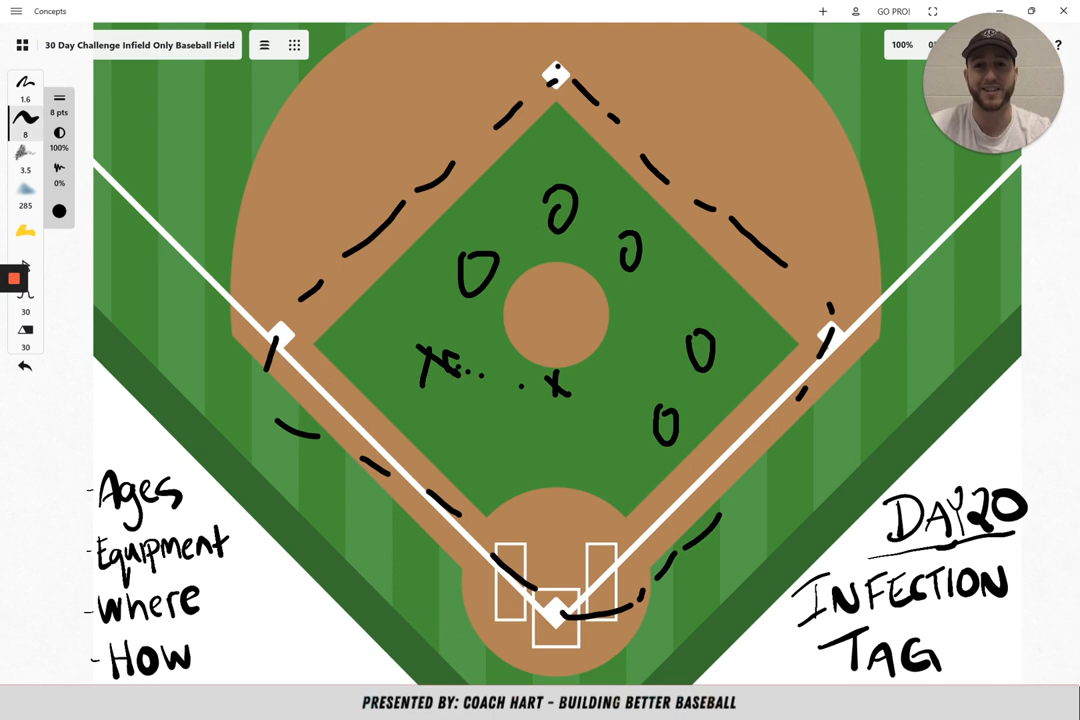 Concepts
GO PRO!
30 Day Challenge Infield Only Baseball Field
100%
1.6
8 pts
8
100%
3.5
0%
285
30
30
- Ages
- Equipment
- Where
- How
DAY 20
INFECTION
TAG
PRESENTED BY: COACH HART - BUILDING BETTER BASEBALL